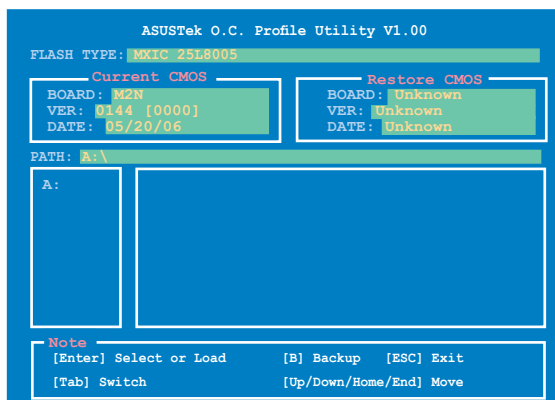 ASUSTek O.C. Profile Utility V1.00
FLASH TYPE: MXIC 25L8005
Current CMOS
BOARD: M2N
VER: 0144 [0000]
DATE: 05/20/06
Restore CMOS
BOARD: Unknown
VER: Unknown
DATE: Unknown
PATH: A:\
A:
Note
[Enter] Select or Load [B] Backup [ESC] Exit
[Tab] Switch [Up/Down/Home/End] Move